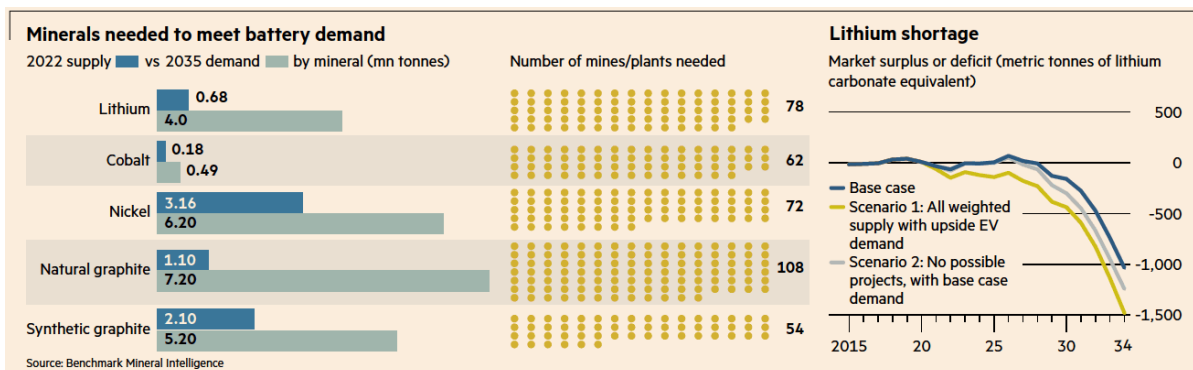 Minerals needed to meet battery demand
2022 supply vs 2035 demand by mineral (mn tonnes)
Number of mines/plants needed
Lithium
0.68
4.0
78
Cobalt
0.18
0.49
62
Nickel
3.16
6.20
72
Natural graphite
1.10
7.20
108
Synthetic graphite
2.10
5.20
54
Source: Benchmark Mineral Intelligence
Lithium shortage
Market surplus or deficit (metric tonnes of lithium
carbonate equivalent)
500
0
-500
-1,000
-1,500
Base case
Scenario 1: All weighted
supply with upside EV
demand
Scenario 2: No possible
projects, with base case
demand
2015
20
25
30
34